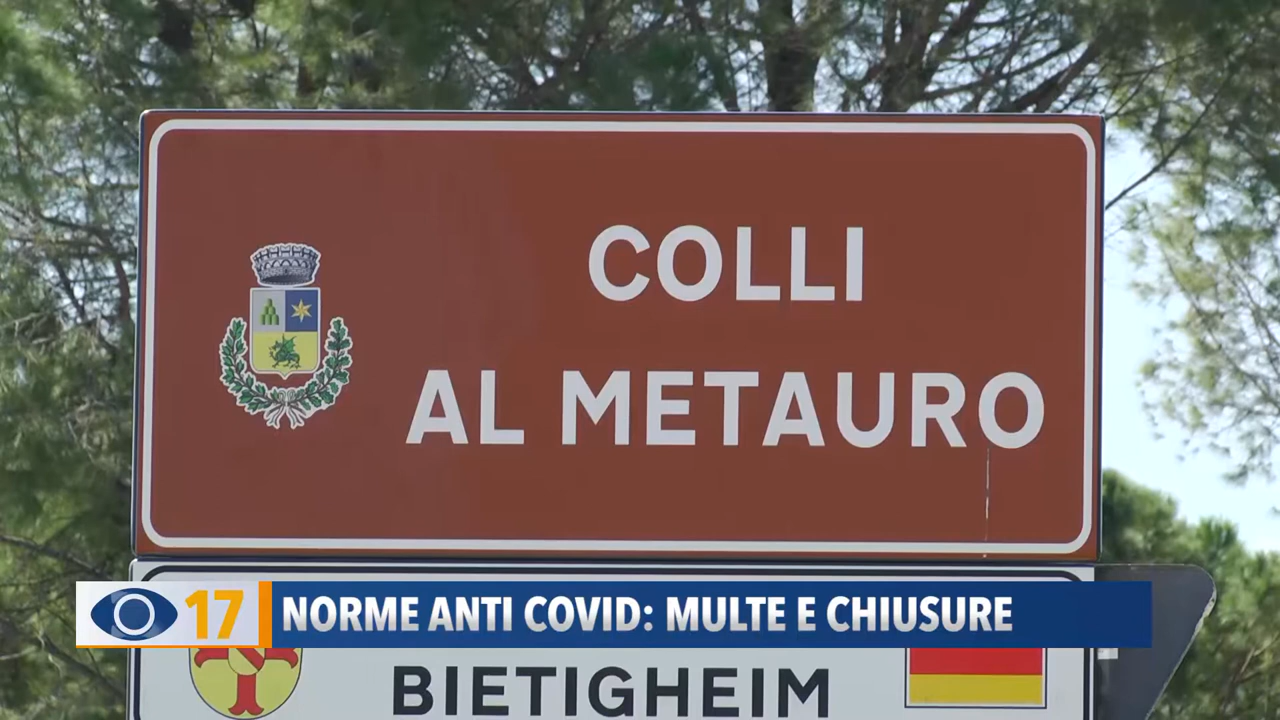 COLLI
AL METAURO
17 NORME ANTI COVID: MULTE E CHIUSURE
BIETIGHEIM